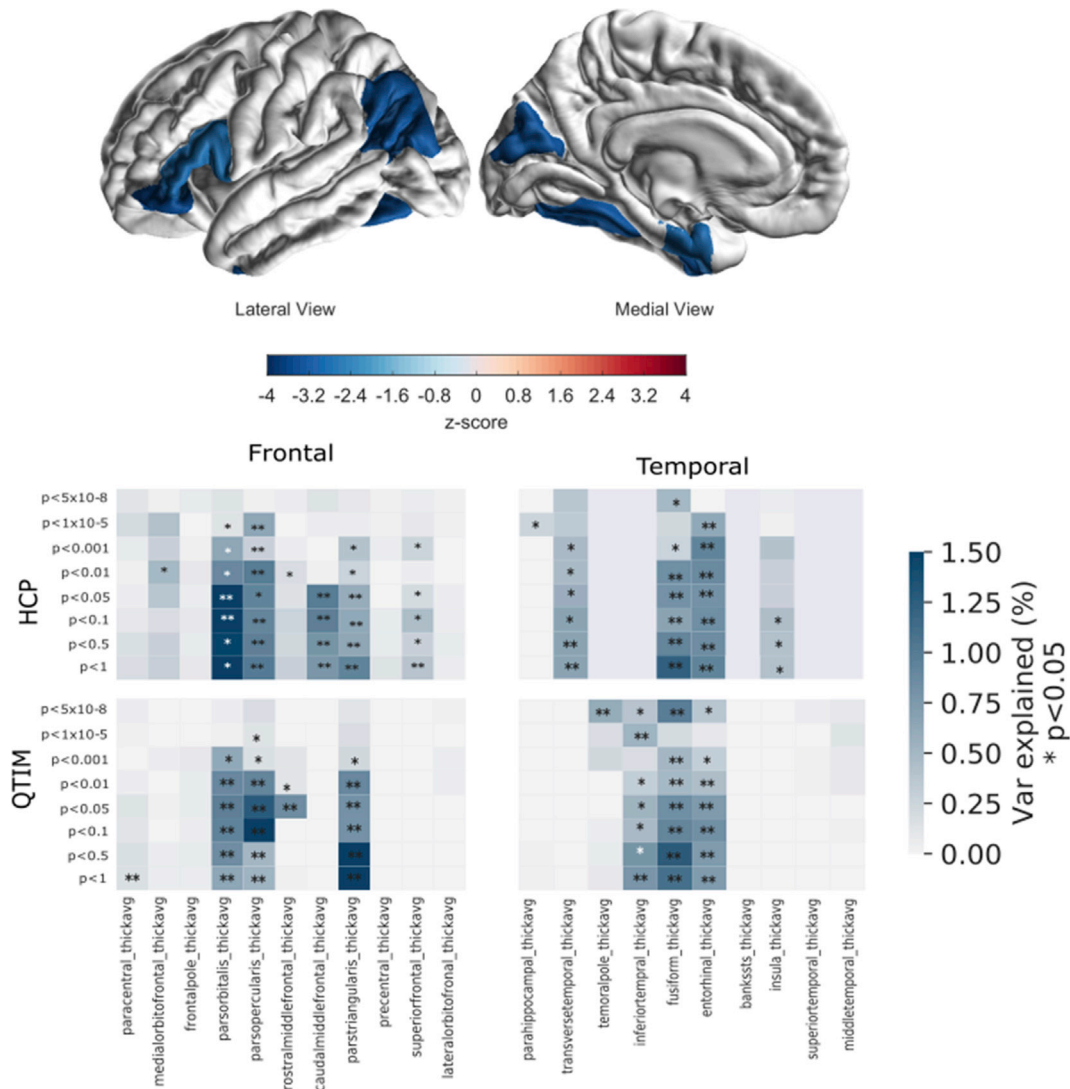 Lateral View
Medial View
-4 -3.2 -2.4 -1.6 -0.8 0 0.8 1.6 2.4 3.2 4
z-score
Frontal
Temporal
HCP
p<5x10-8
p<1x10-5
*
**
*
**
p<0.001
*
**
*
*
*
*
**
p<0.01
*
*
**
*
*
*
**
**
p<0.05
**
*
**
**
*
*
**
**
p<0.1
**
**
**
**
*
*
**
**
*
p<0.5
*
**
**
**
*
**
**
**
*
p<1
*
**
**
**
**
**
**
**
*
*
QTIM
p<5x10-8
**
*
**
*
p<1x10-5
*
**
p<0.001
*
*
*
**
*
p<0.01
**
**
*
**
*
**
**
p<0.05
**
**
**
**
*
**
**
p<0.1
**
**
**
*
**
**
p<0.5
**
**
**
*
**
**
p<1
**
**
**
**
**
**
**
paracentral_thickavg
medialorbitofrontal_thickavg
frontalpole_thickavg
parsorbitalis_thickavg
parsopercularis_thickavg
rostralmiddlefrontal_thickavg
caudalmiddlefrontal_thickavg
parstriangularis_thickavg
precentral_thickavg
superiorfrontal_thickavg
lateralorbitofronal_thickavg
parahippocampal_thickavg
transversetemporal_thickavg
temoralpole_thickavg
inferiortempral_thickavg
fusiform_thickavg
entorhinal_thickavg
bankssts_thickavg
insula_thickavg
superiortemporal_thickavg
middletemporal_thickavg
1.50
1.25
1.00
0.75
0.50
0.25
0.00
Var explained (%)
* p<0.05